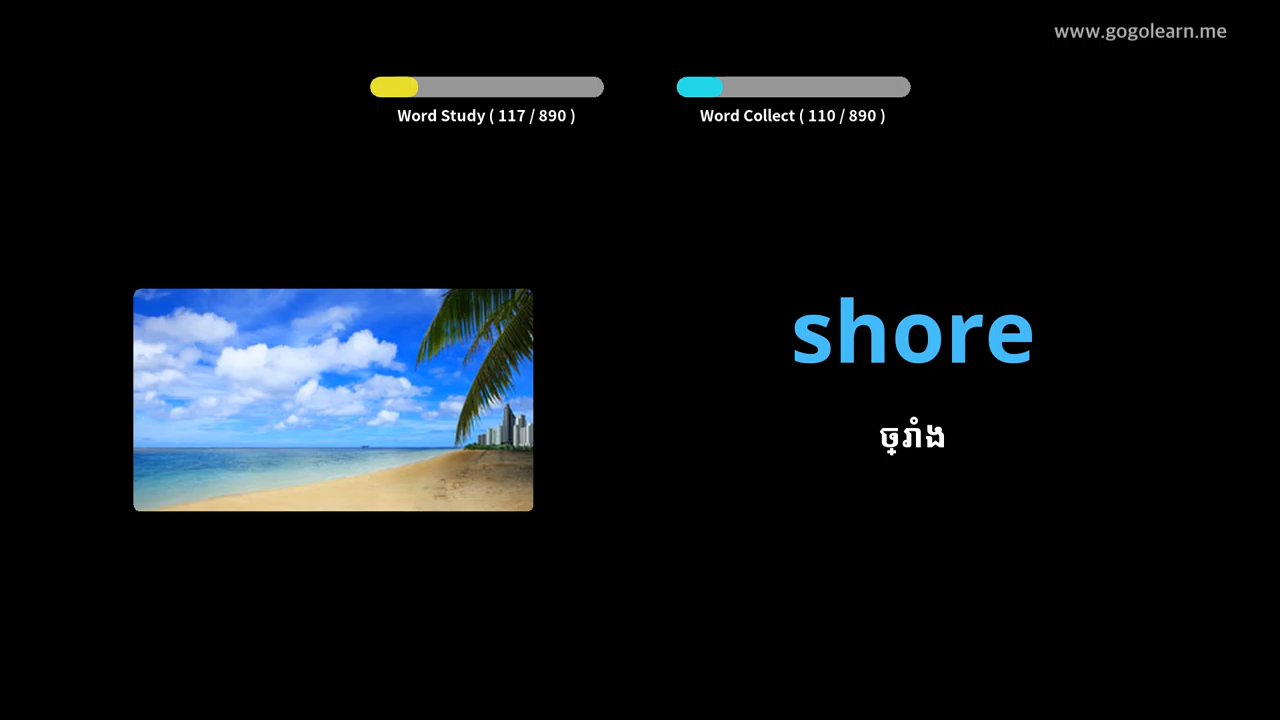 www.gogolearn.me
Word Study ( 117 / 890 )
Word Collect ( 110 / 890 )
shore
ច្រាំង